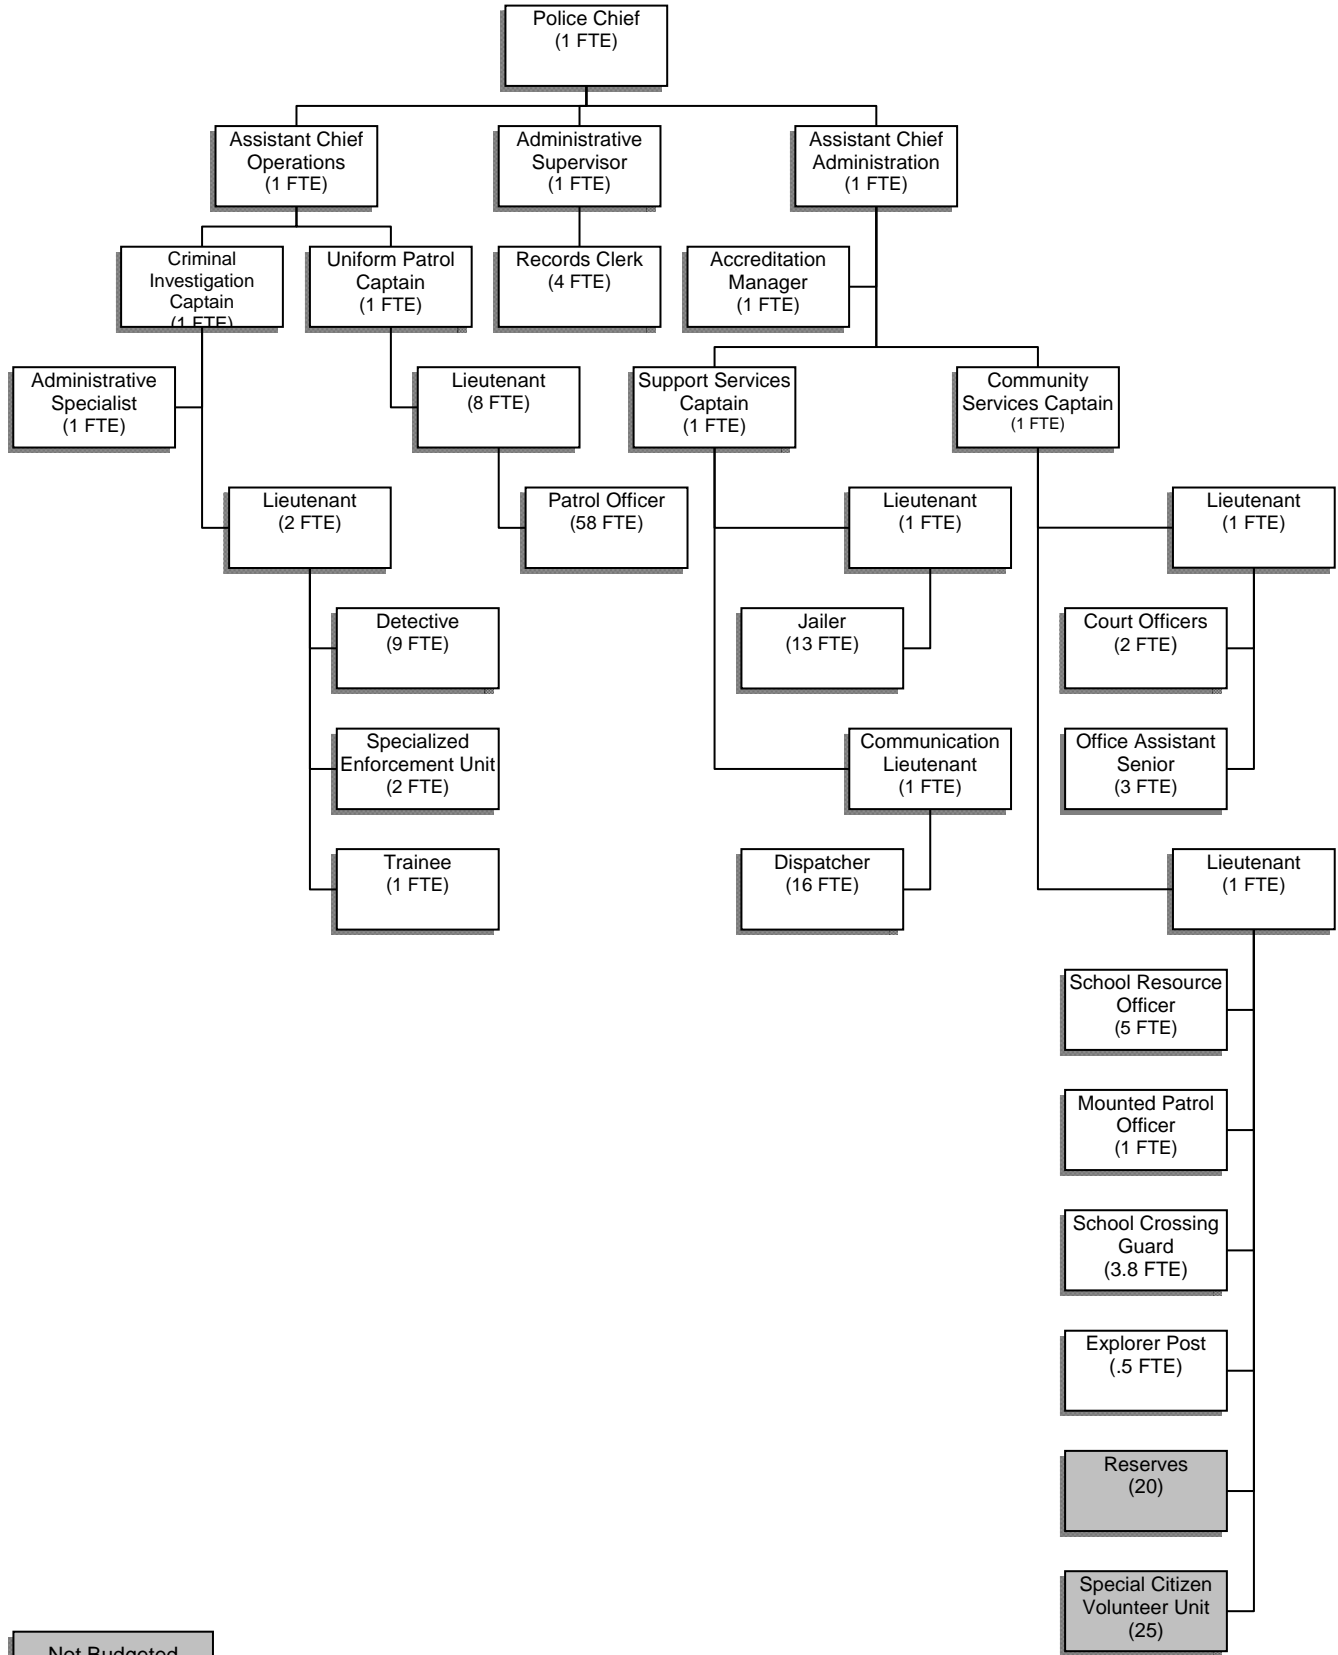 Police Chief
(1 FTE)
Assistant Chief
Operations
(1 FTE)
Administrative
Supervisor
(1 FTE)
Assistant Chief
Administration
(1 FTE)
Criminal
Investigation
Captain
(1 FTE)
Uniform Patrol
Captain
(1 FTE)
Records Clerk
(4 FTE)
Accreditation
Manager
(1 FTE)
Administrative
Specialist
(1 FTE)
Lieutenant
(8 FTE)
Support Services
Captain
(1 FTE)
Community
Services Captain
(1 FTE)
Lieutenant
(2 FTE)
Patrol Officer
(58 FTE)
Lieutenant
(1 FTE)
Lieutenant
(1 FTE)
Detective
(9 FTE)
Jailer
(13 FTE)
Court Officers
(2 FTE)
Specialized
Enforcement Unit
(2 FTE)
Communication
Lieutenant
(1 FTE)
Office Assistant
Senior
(3 FTE)
Trainee
(1 FTE)
Dispatcher
(16 FTE)
Lieutenant
(1 FTE)
School Resource
Officer
(5 FTE)
Mounted Patrol
Officer
(1 FTE)
School Crossing
Guard
(3.8 FTE)
Explorer Post
(.5 FTE)
Reserves
(20)
Special Citizen
Volunteer Unit
(25)
Not Budgeted